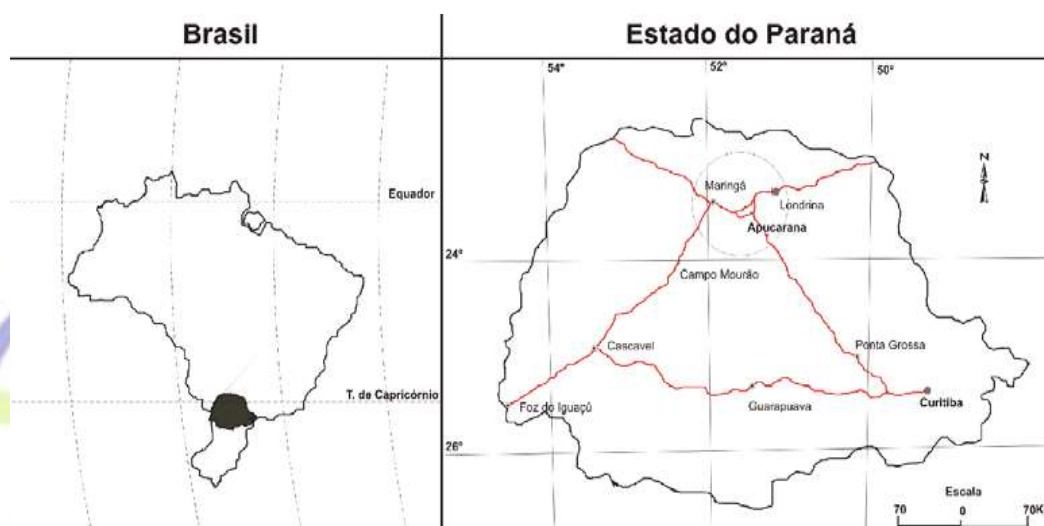 Brasil
Equador
T. de Capricórnio
Estado do Paraná
54° 52° 50°
N
Maringá
Londrina
Apucarana
24°
Campo Mourão
Cascavel
Ponta Grossa
Foz do Iguaçú
Guarapuava
Curitiba
26°
Escala
70 0 70K